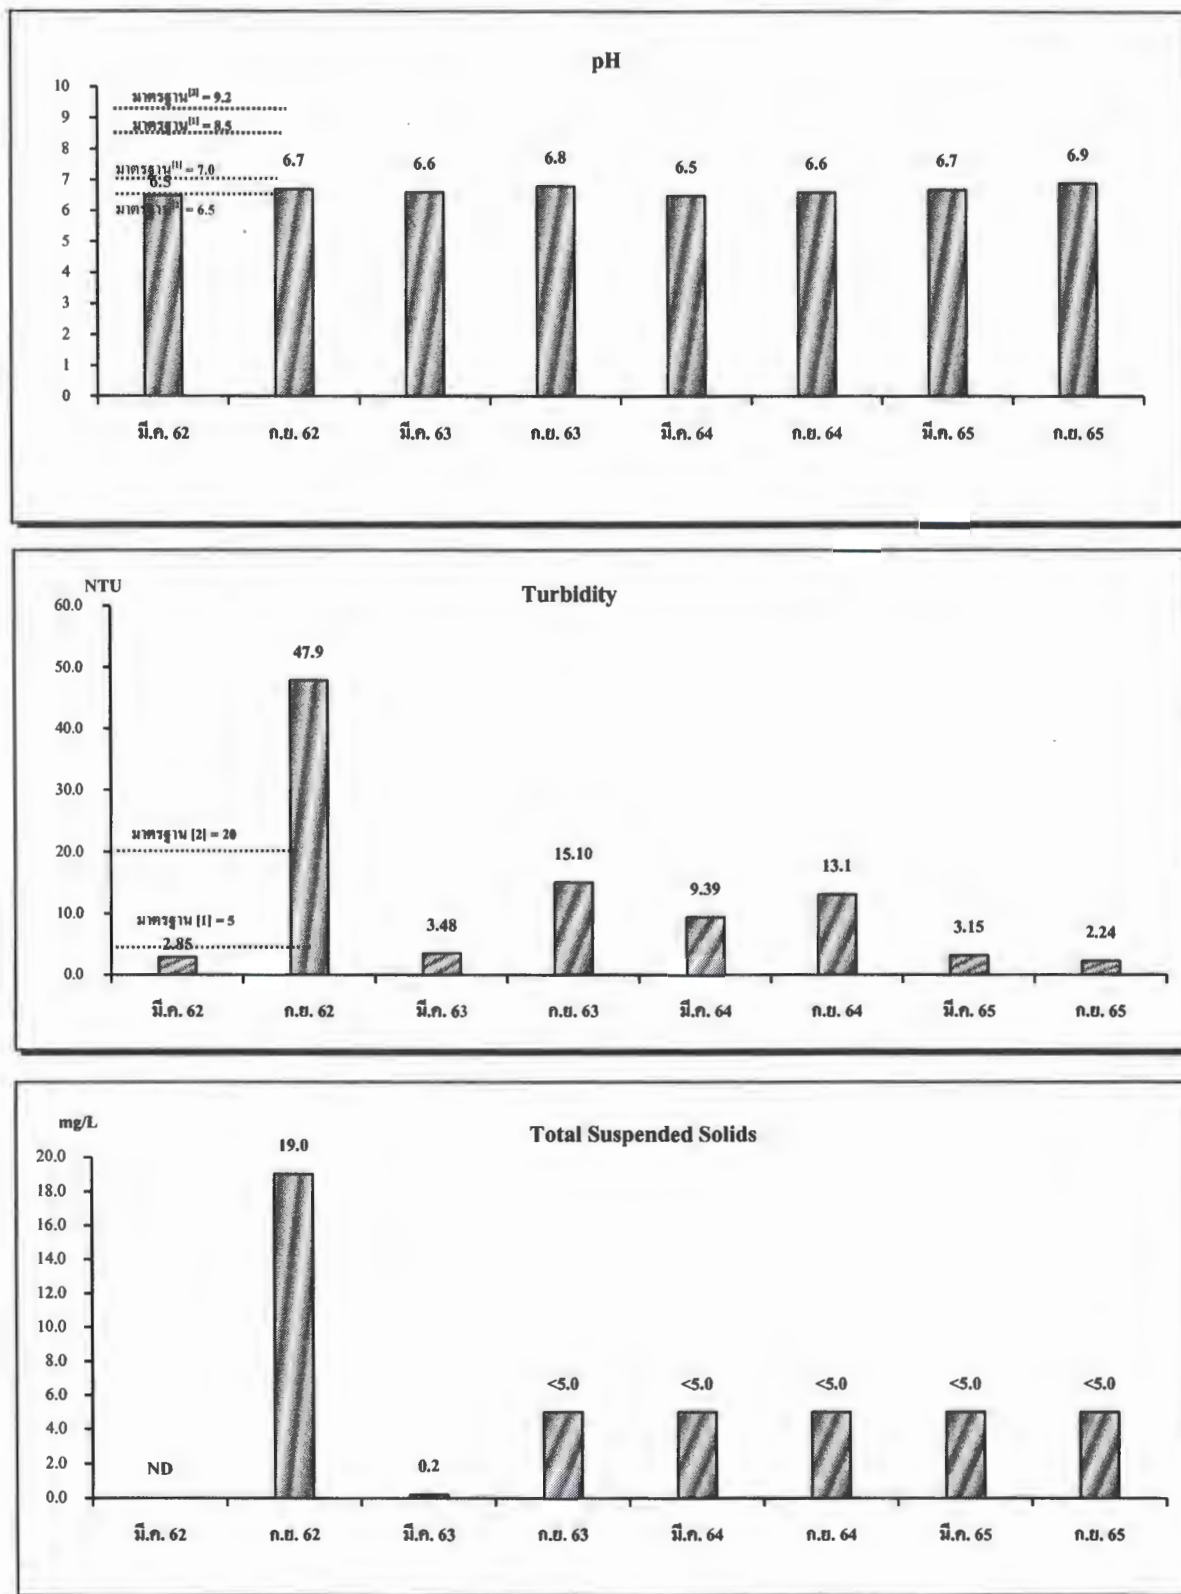 pH
10
มาตรฐาน[2] = 9.2
9
มาตรฐาน[1] = 8.5
8
6.5 6.7 6.6 6.8 6.5 6.6 6.7 6.9
มาตรฐาน[1] = 7.0
7
มาตรฐาน[2] = 6.5
6
5
4
3
2
1
0
มี.ค. 62 ก.ย. 62 มี.ค. 63 ก.ย. 63 มี.ค. 64 ก.ย. 64 มี.ค. 65 ก.ย. 65
NTU
Turbidity
60.0
47.9
50.0
40.0
30.0
มาตรฐาน [2] = 20
20.0
15.10
13.1
9.39
10.0
มาตรฐาน [1] = 5
2.85 3.48 3.15 2.24
0.0
มี.ค. 62 ก.ย. 62 มี.ค. 63 ก.ย. 63 มี.ค. 64 ก.ย. 64 มี.ค. 65 ก.ย. 65
mg/L
Total Suspended Solids
19.0
20.0
18.0
16.0
14.0
12.0
10.0
8.0
<5.0 <5.0 <5.0 <5.0 <5.0
6.0
4.0
2.0
ND 0.2
0.0
มี.ค. 62 ก.ย. 62 มี.ค. 63 ก.ย. 63 มี.ค. 64 ก.ย. 64 มี.ค. 65 ก.ย. 65